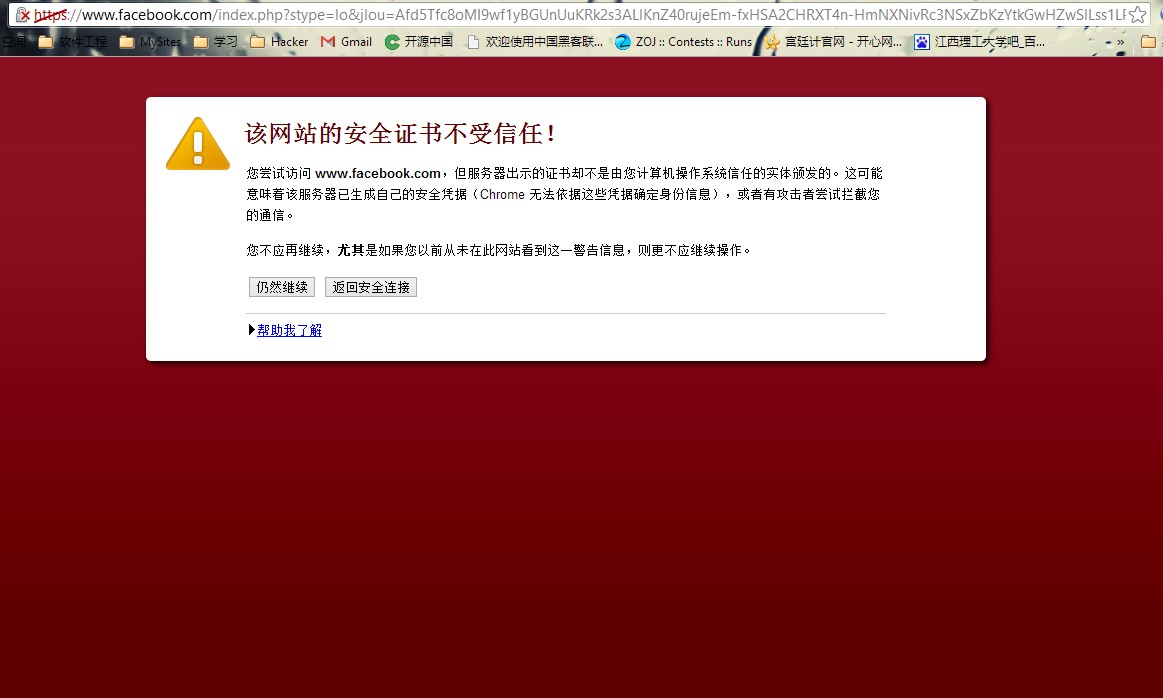 https://www.facebook.com/index.php?stype=lo&jlou=Afd5Tfc8oMI9wf1yBGUnUuKRk2s3ALIKnZ40rujeEm-fxHSA2CHRXT4n-HmNXNivRc3NSxZbKzYtkGwHZwSILss1LF
空间 软件工程 MySites 学习 Hacker Gmail 开源中国 欢迎使用中国黑客联... ZOJ :: Contests :: Runs 宫廷计官网 - 开心网... 江西理工大学吧_百... »
该网站的安全证书不受信任！
您尝试访问 www.facebook.com，但服务器出示的证书却不是由您计算机操作系统信任的实体颁发的。这可能
意味着该服务器已生成自己的安全凭据（Chrome 无法依据这些凭据确定身份信息），或者有攻击者尝试拦截您
的通信。
您不应再继续，尤其是如果您以前从未在此网站看到这一警告信息，则更不应继续操作。
仍然继续 返回安全连接
帮助我了解